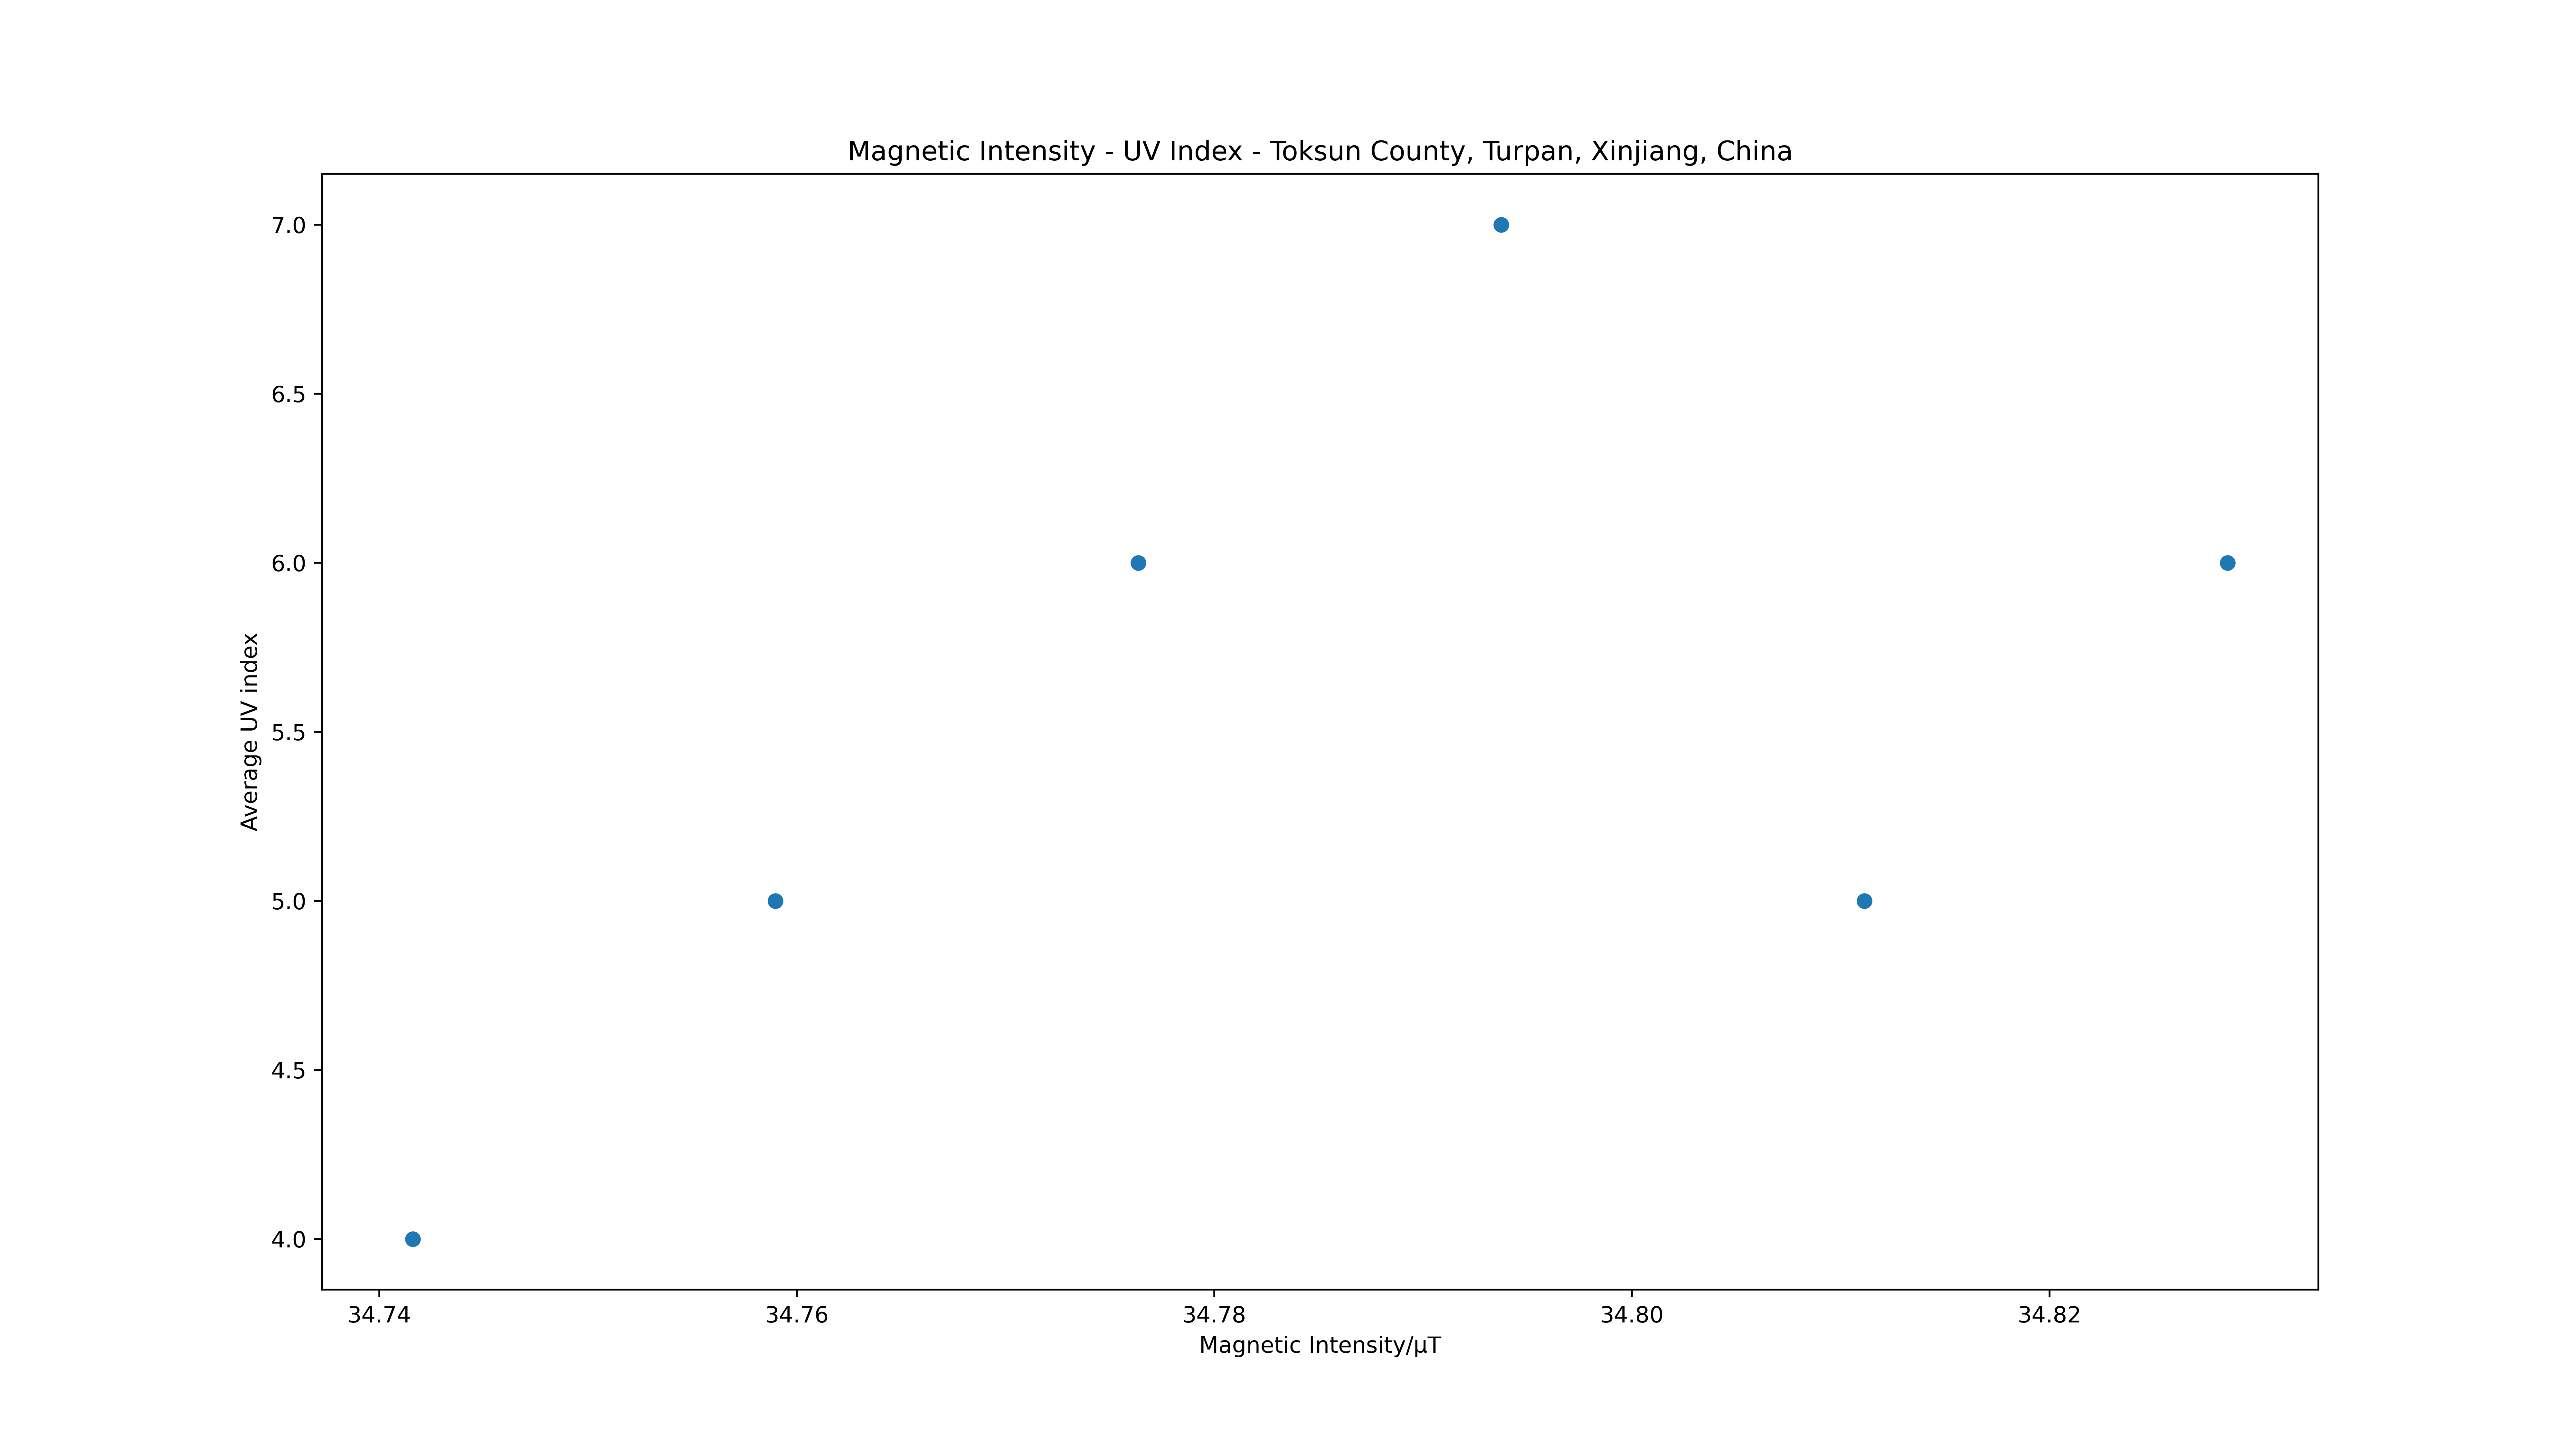 Magnetic Intensity - UV Index - Toksun County, Turpan, Xinjiang, China
7.0
6.5
6.0
5.5
5.0
4.5
4.0
Average UV index
34.74 34.76 34.78 34.80 34.82
Magnetic Intensity/μT